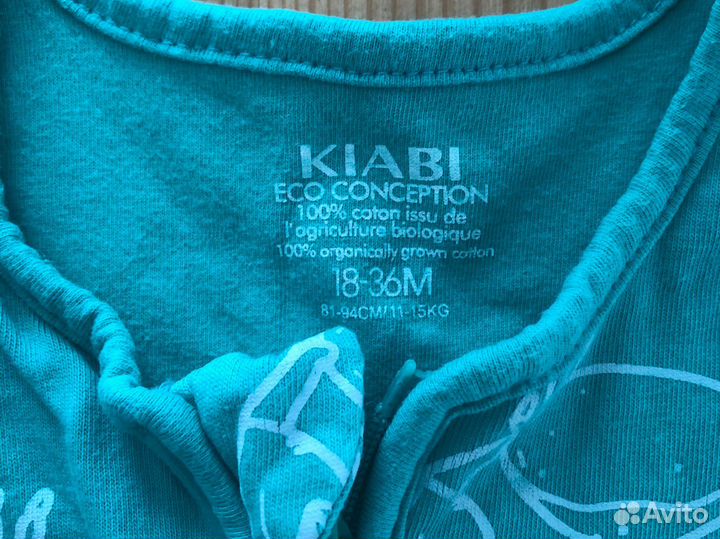 KIABI
ECO CONCEPTION
100% coton issu de
l'agriculture biologique
100% organically grown cotton
18-36M
81-94CM/11-15KG
Avito